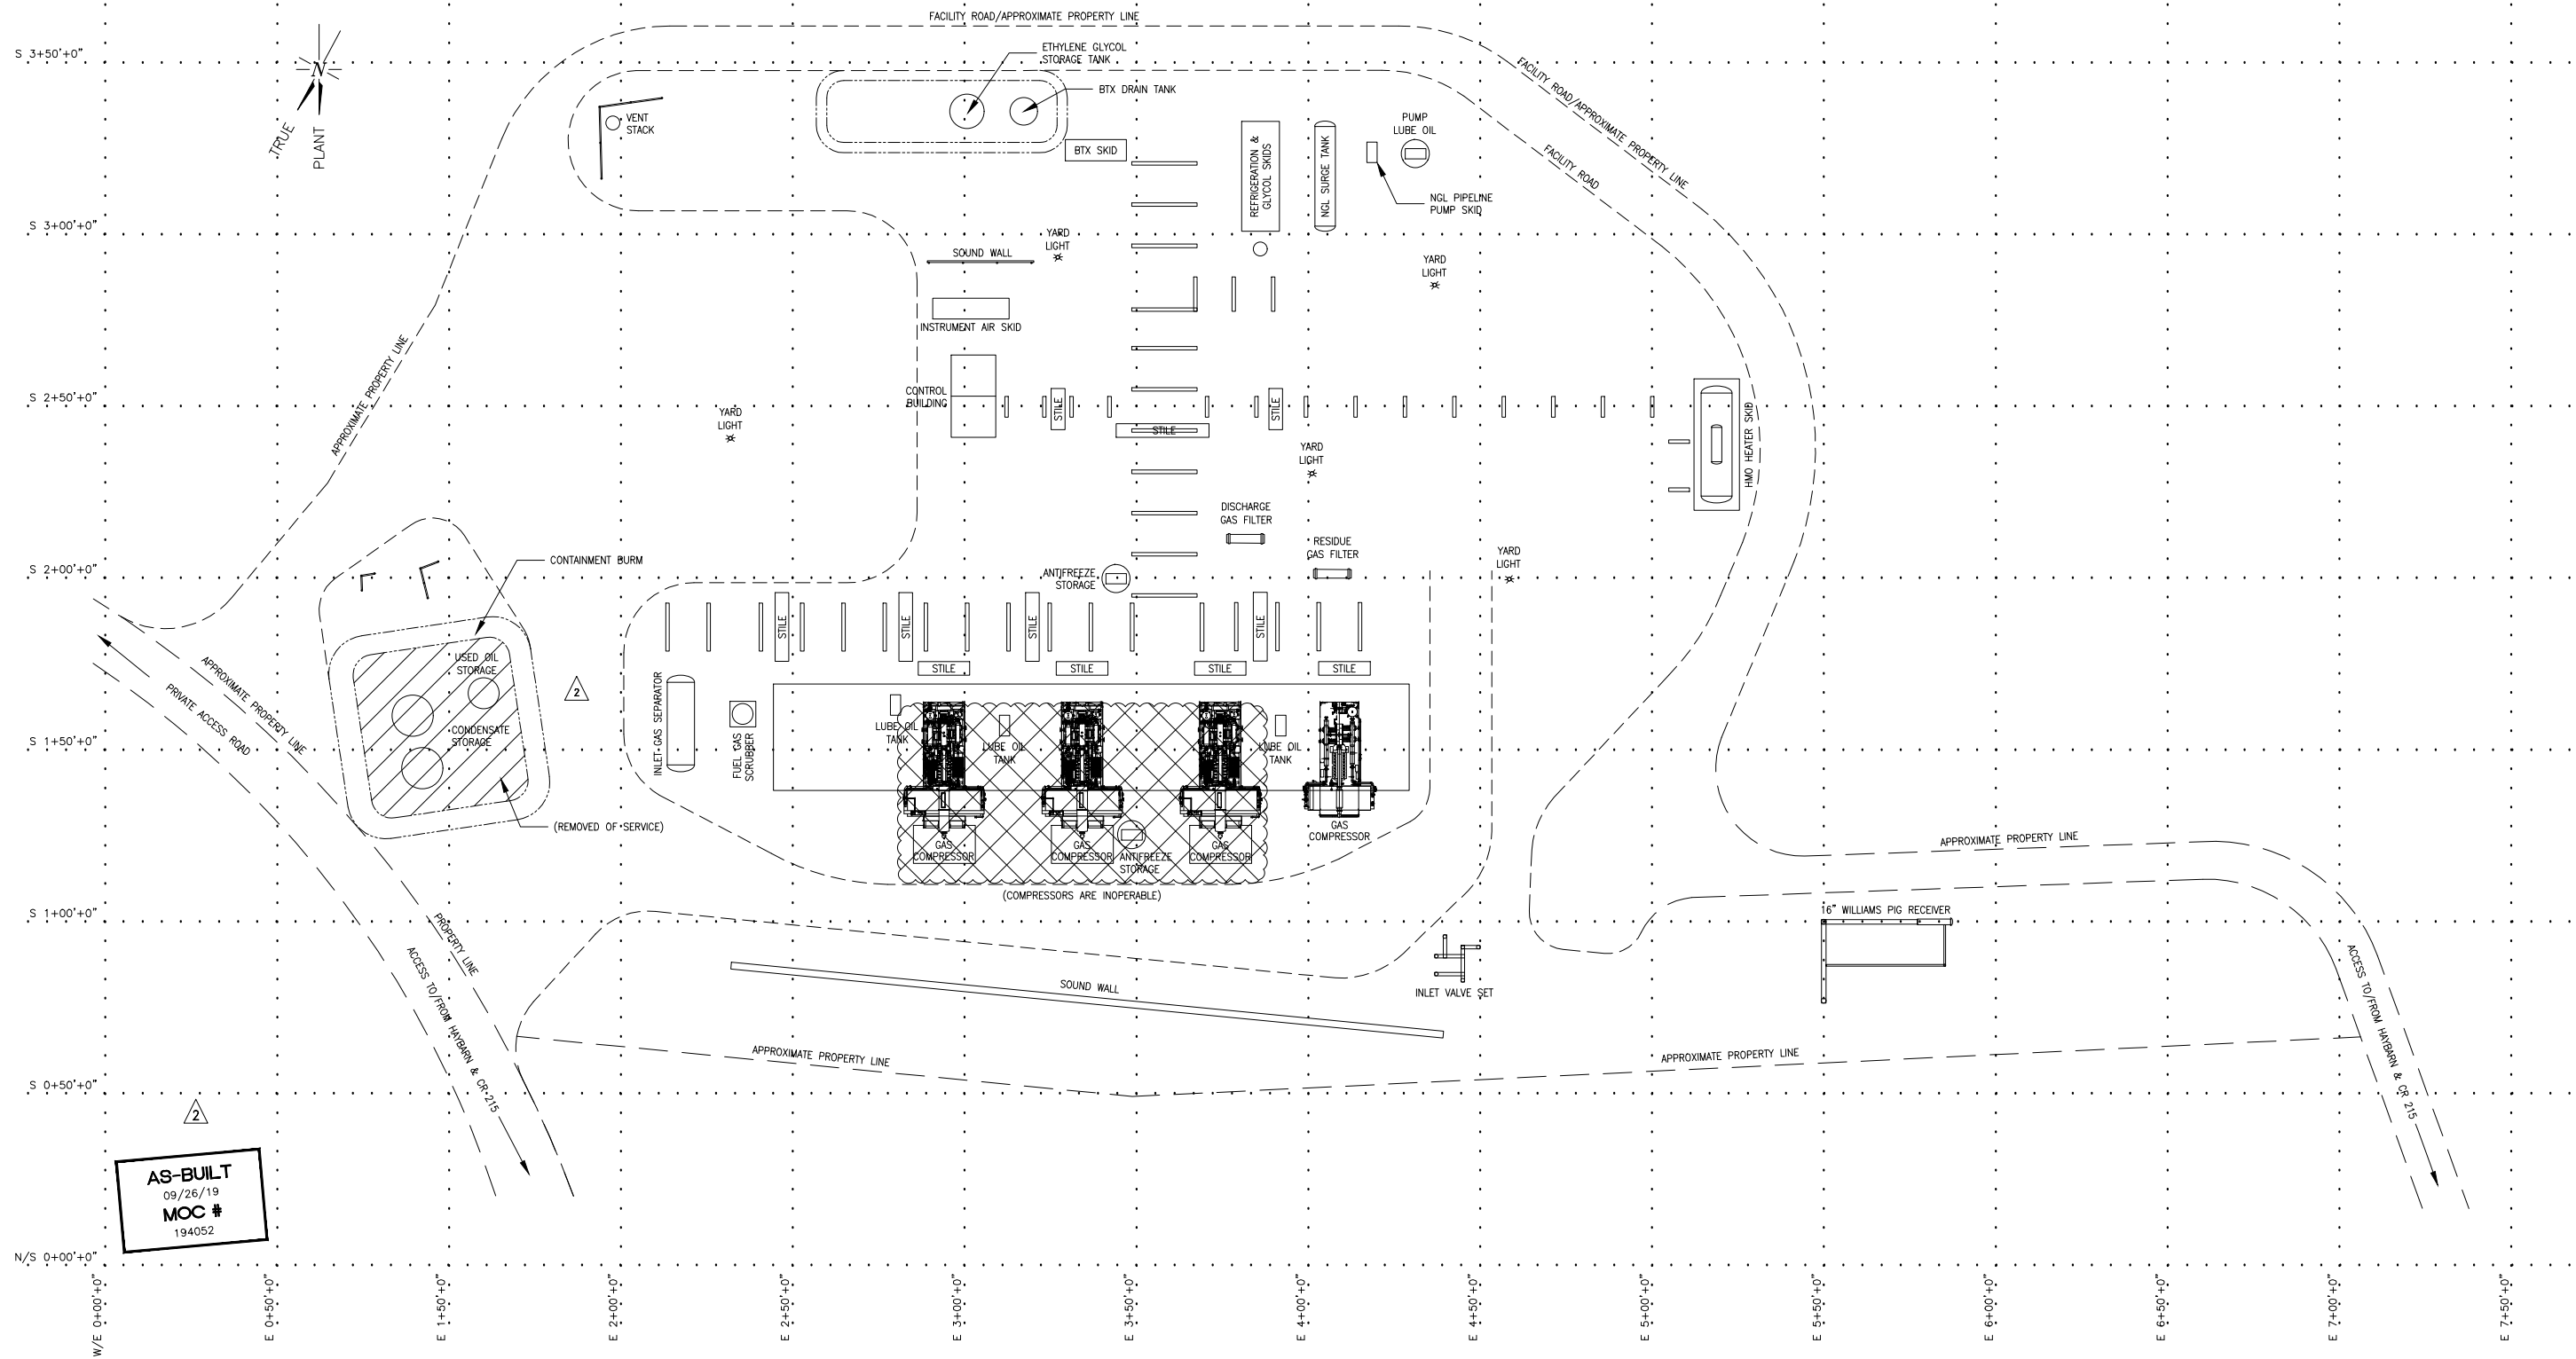 FACILITY ROAD/APPROXIMATE PROPERTY LINE
S 3+50'+0"
N
TRUE
PLANT
ETHYLENE GLYCOL
STORAGE TANK
BTX DRAIN TANK
VENT
STACK
BTX SKID
REFRIGERATION &
GLYCOL SKIDS
NGL SURGE TANK
PUMP
LUBE OIL
NGL PIPELINE
PUMP SKID
FACILITY ROAD/APPROXIMATE PROPERTY LINE
FACILITY ROAD
S 3+00'+0"
YARD
LIGHT
SOUND WALL
YARD
LIGHT
INSTRUMENT AIR SKID
APPROXIMATE PROPERTY LINE
S 2+50'+0"
CONTROL
BUILDING
STILE
STILE
STILE
YARD
LIGHT
YARD
LIGHT
HMO HEATER SKID
DISCHARGE
GAS FILTER
RESIDUE
GAS FILTER
YARD
LIGHT
CONTAINMENT BURM
S 2+00'+0"
ANTIFREEZE
STORAGE
STILE
STILE
STILE
STILE
STILE
STILE
STILE
STILE
APPROXIMATE PROPERTY LINE
PRIVATE ACCESS ROAD
USED OIL
STORAGE
CONDENSATE
STORAGE
2
INLET GAS SEPARATOR
FUEL GAS
SCRUBBER
LUBE OIL
TANK
LUBE OIL
TANK
LUBE OIL
TANK
S 1+50'+0"
(REMOVED OF SERVICE)
GAS
COMPRESSOR
GAS
COMPRESSOR
ANTIFREEZE
STORAGE
GAS
COMPRESSOR
GAS
COMPRESSOR
(COMPRESSORS ARE INOPERABLE)
APPROXIMATE PROPERTY LINE
S 1+00'+0"
PROPERTY LINE
ACCESS TO/FROM HAYBARN & CR 215
16" WILLIAMS PIG RECEIVER
INLET VALVE SET
SOUND WALL
ACCESS TO/FROM HAYBARN & CR 215
APPROXIMATE PROPERTY LINE
APPROXIMATE PROPERTY LINE
S 0+50'+0"
2
AS-BUILT
09/26/19
MOC #
194052
N/S 0+00'+0"
W/E 0+00'+0"
E 0+50'+0"
E 1+50'+0"
E 2+00'+0"
E 2+50'+0"
E 3+00'+0"
E 3+50'+0"
E 4+00'+0"
E 4+50'+0"
E 5+00'+0"
E 5+50'+0"
E 6+00'+0"
E 6+50'+0"
E 7+00'+0"
E 7+50'+0"